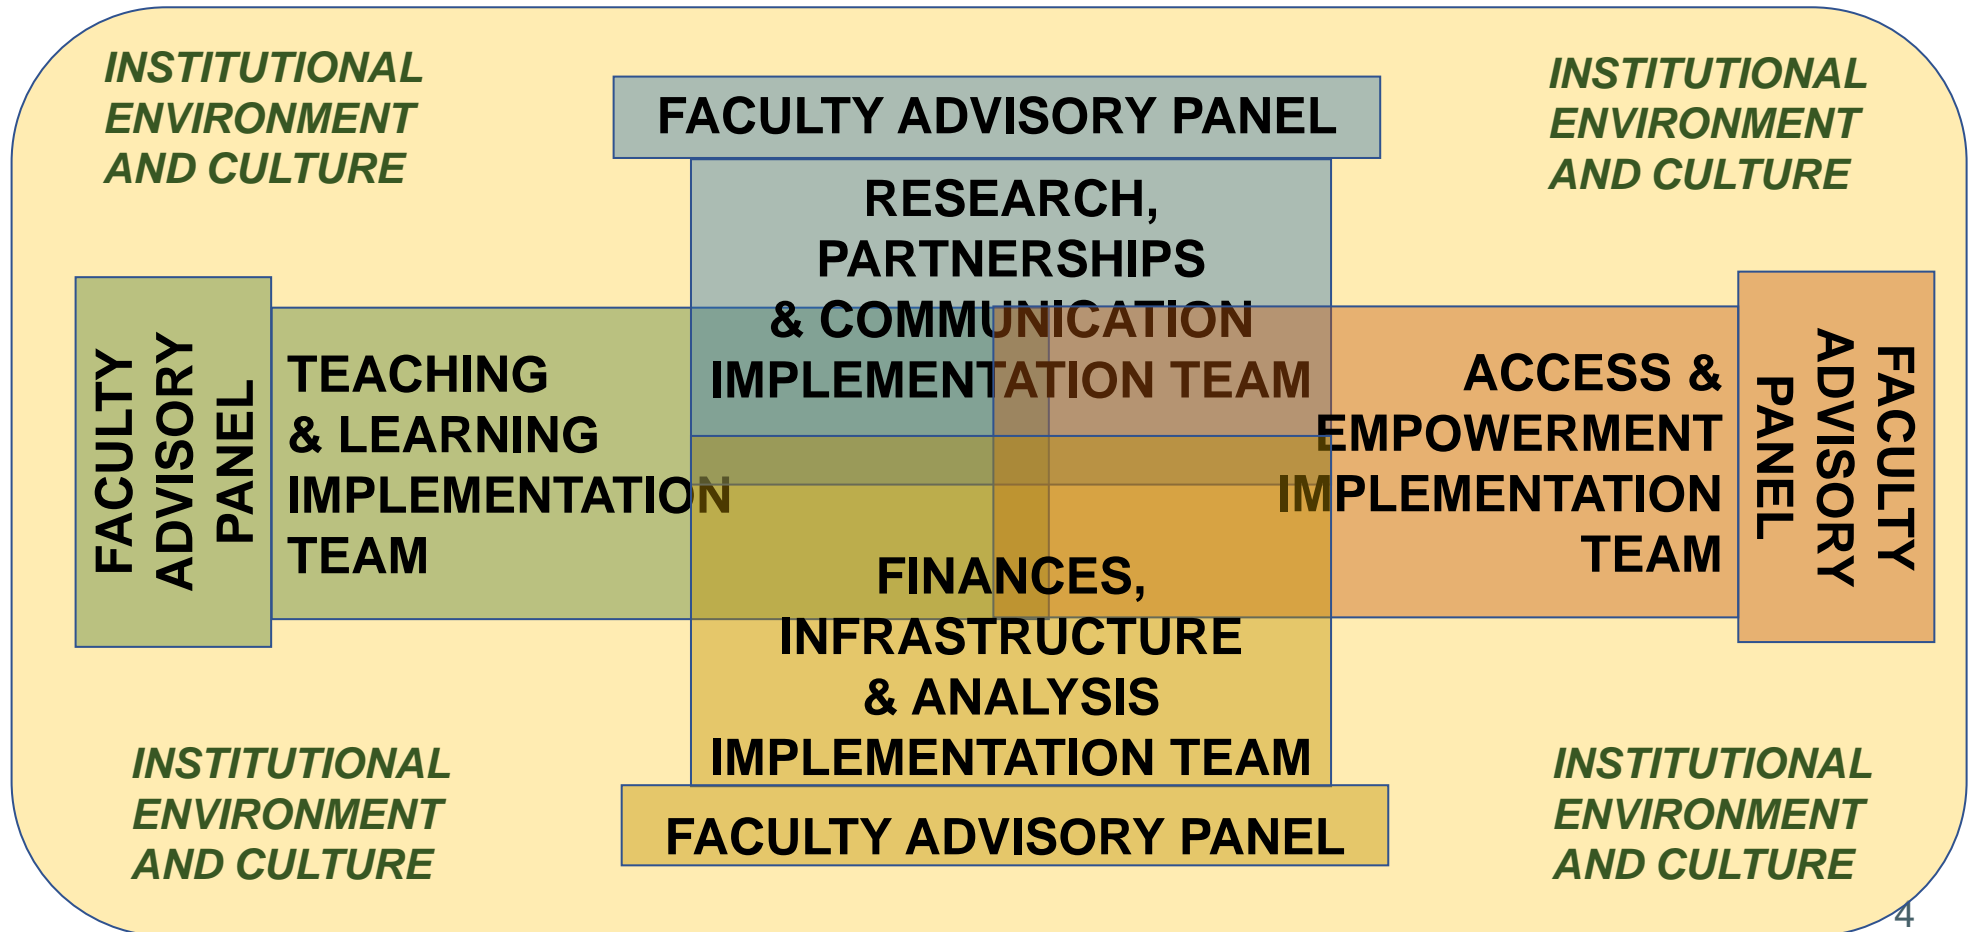 INSTITUTIONAL
ENVIRONMENT
AND CULTURE
INSTITUTIONAL
ENVIRONMENT
AND CULTURE
FACULTY ADVISORY PANEL
RESEARCH,
PARTNERSHIPS
& COMMUNICATION
IMPLEMENTATION TEAM
FACULTY
ADVISORY
PANEL
TEACHING
& LEARNING
IMPLEMENTATION
TEAM
ACCESS &
EMPOWERMENT
IMPLEMENTATION
TEAM
FACULTY
ADVISORY
PANEL
FINANCES,
INFRASTRUCTURE
& ANALYSIS
IMPLEMENTATION TEAM
FACULTY ADVISORY PANEL
INSTITUTIONAL
ENVIRONMENT
AND CULTURE
INSTITUTIONAL
ENVIRONMENT
AND CULTURE
4